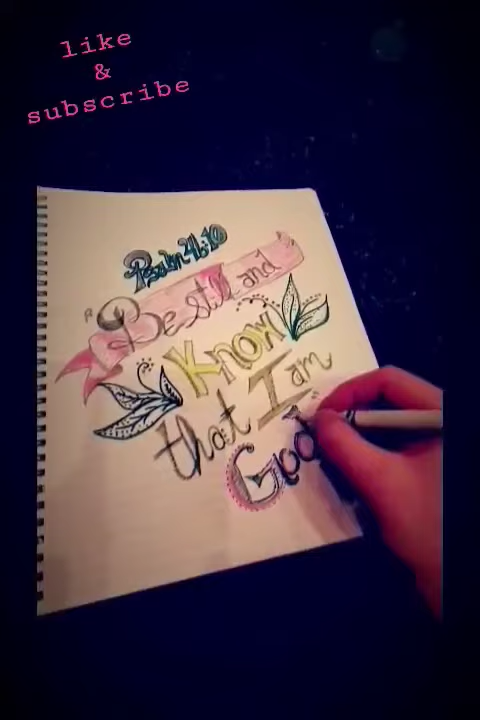 like
&
subscribe
Psalm 46:10
"Be still and
Know
that I am
God"